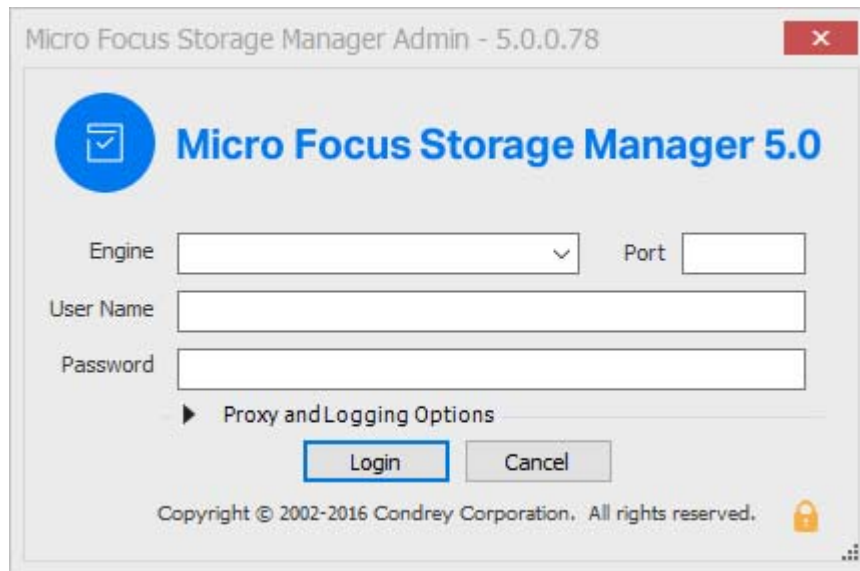 Micro Focus Storage Manager Admin - 5.0.0.78
Micro Focus Storage Manager 5.0
Engine Port
User Name
Password
Proxy and Logging Options
Login Cancel
Copyright © 2002-2016 Condrey Corporation. All rights reserved.